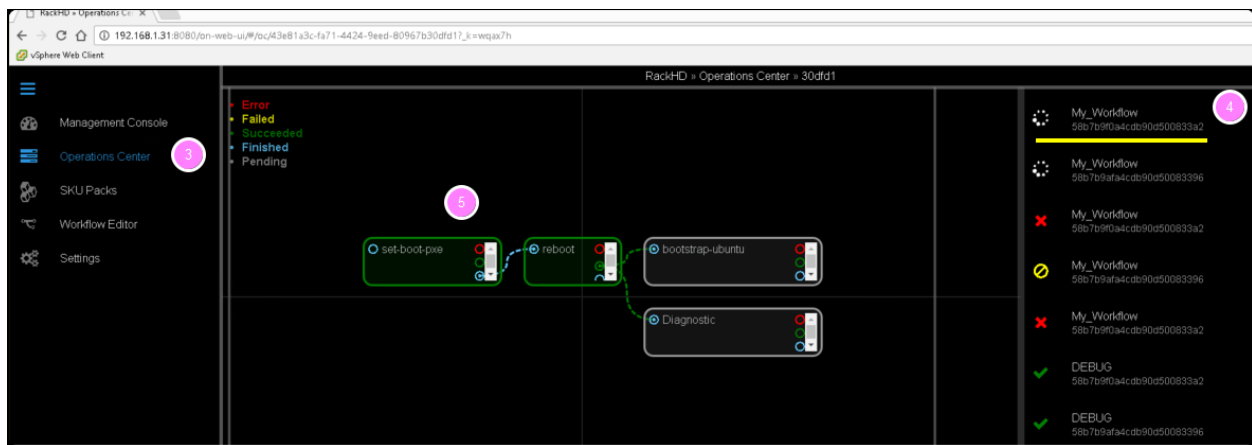 RackHD » Operations Ce
192.168.1.31:8080/on-web-ui/#/oc/43e81a3c-fa71-4424-9eed-80967b30dfd1?_k=wqax7h
vSphere Web Client
RackHD » Operations Center » 30dfd1
Management Console
Operations Center
3
SKU Packs
Workflow Editor
Settings
Error
Failed
Succeeded
Finished
Pending
5
set-boot-pxe
reboot
bootstrap-ubuntu
Diagnostic
My_Workflow
58b7b9f0a4cdb90d500833a2
4
My_Workflow
58b7b9afa4cdb90d50083396
My_Workflow
58b7b9f0a4cdb90d500833a2
My_Workflow
58b7b9afa4cdb90d50083396
My_Workflow
58b7b9f0a4cdb90d500833a2
DEBUG
58b7b9f0a4cdb90d500833a2
DEBUG
58b7b9afa4cdb90d50083396